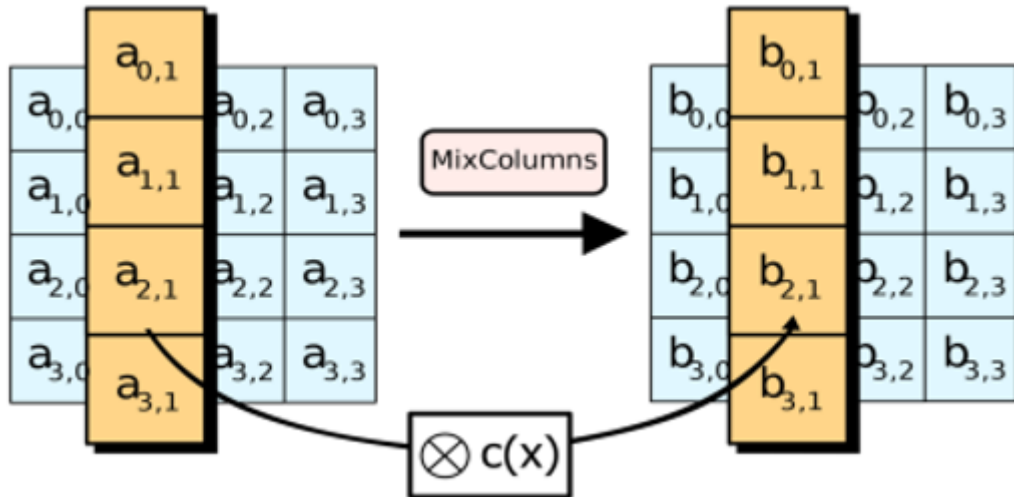 a0,1 b0,1
a0,0 a0,2 a0,3 b0,0 b0,2 b0,3
MixColumns
a1,1 b1,1
a1,0 a1,2 a1,3 b1,0 b1,2 b1,3
a2,1 b2,1
a2,0 a2,2 a2,3 b2,0 b2,2 b2,3
a3,0 a3,2 a3,3 b3,0 b3,2 b3,3
a3,1 b3,1
⊗ c(x)